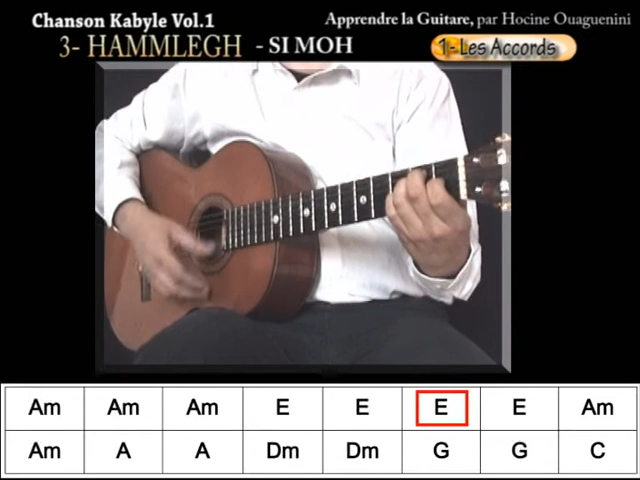 Chanson Kabyle Vol.1
Apprendre la Guitare, par Hocine Ouaguenini
3- HAMMLEGH - SI MOH
1- Les Accords
Am Am Am E E E E Am
Am A A Dm Dm G G C